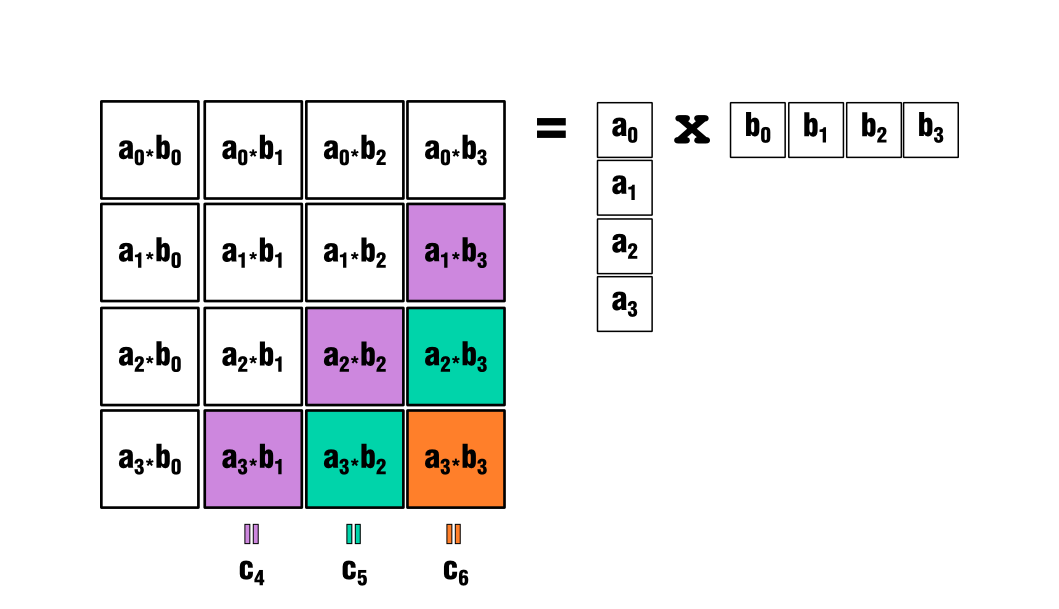 a₀*b₀ a₀*b₁ a₀*b₂ a₀*b₃ = a₀ x b₀ b₁ b₂ b₃
a₁*b₀ a₁*b₁ a₁*b₂ a₁*b₃ a₁
a₂*b₀ a₂*b₁ a₂*b₂ a₂*b₃ a₂
a₃*b₀ a₃*b₁ a₃*b₂ a₃*b₃ a₃
= = =
c₄ c₅ c₆